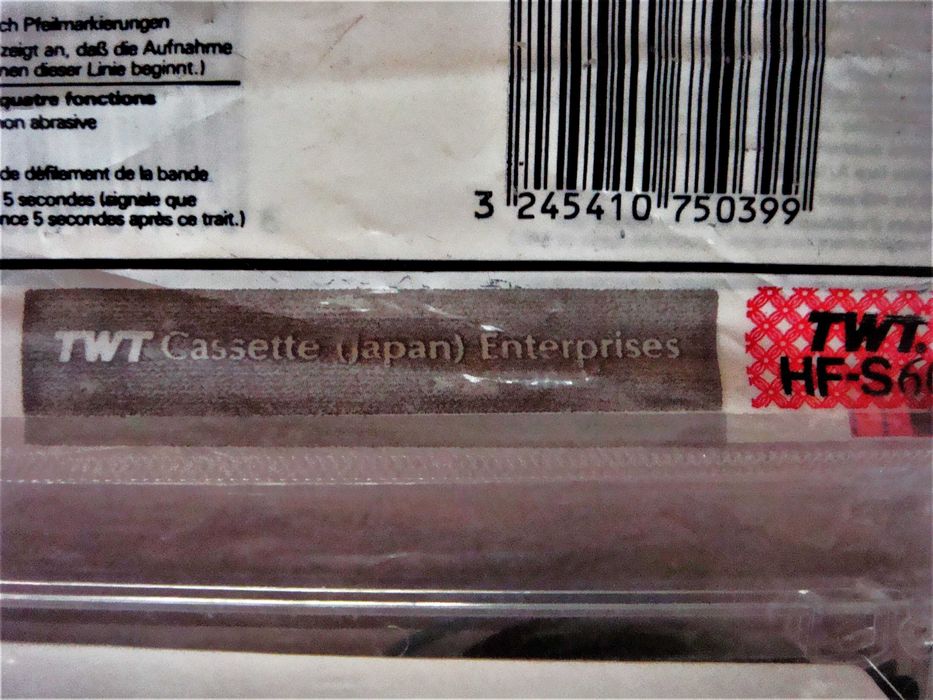 ch Pfeilmarkierungen
zeigt an, daß die Aufnahme
nen dieser Linie beginnt.)
quatre fonctions
non abrasive
de défilement de la bande
5 secondes (signale que
nce 5 secondes après ce trait.)
3 245410 750399
TWT Cassette (Japan) Enterprises
TWT®
HF-S60